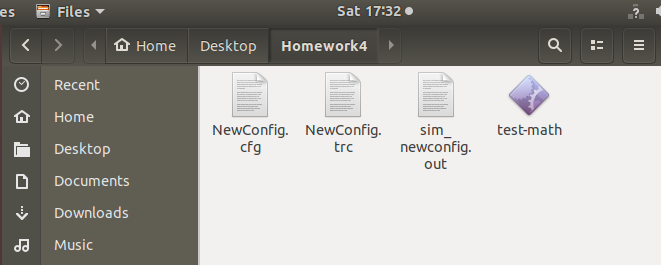 es Files Sat 17:32
Home Desktop Homework4
Recent
Home
Desktop
Documents
Downloads
Music
NewConfig.
cfg
NewConfig.
trc
sim_
newconfig.
out
test-math